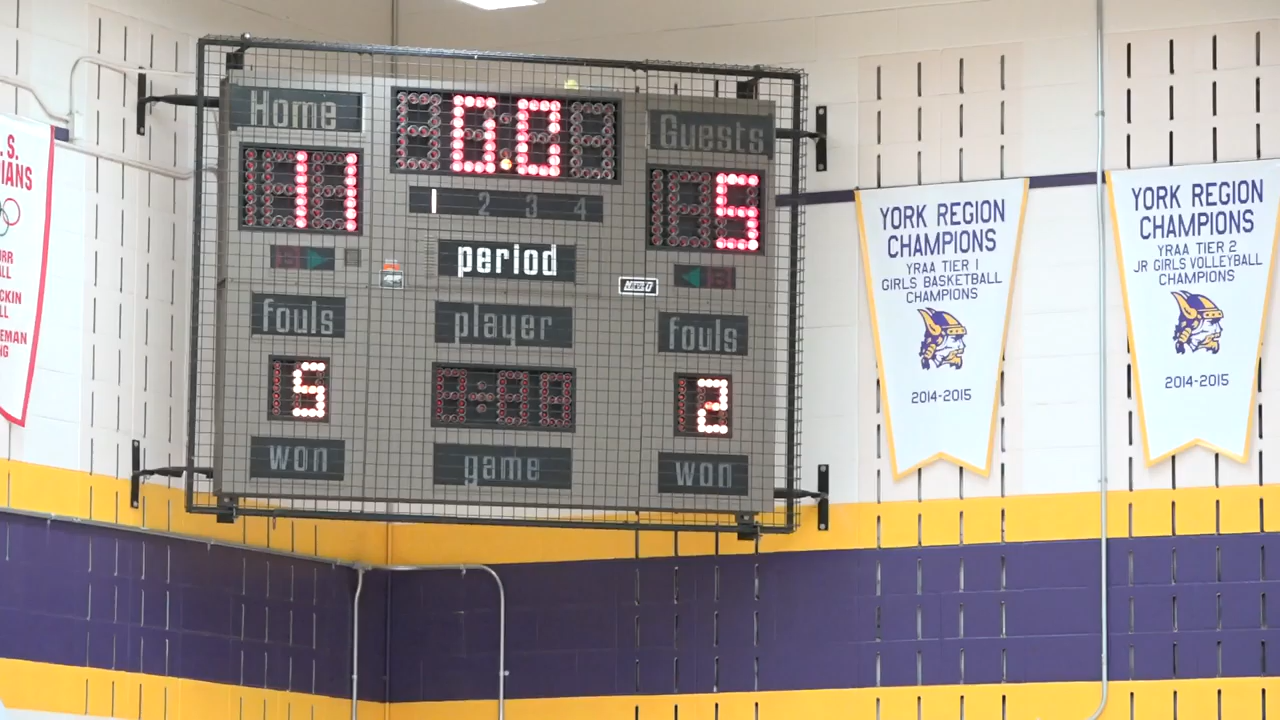 Home
0.0
Guests
11
5
1 2 3 4
period
fouls
player
fouls
5
2
won
game
won
YORK REGION
CHAMPIONS
YRAA TIER 1
GIRLS BASKETBALL
CHAMPIONS
2014-2015
YORK REGION
CHAMPIONS
YRAA TIER 2
JR GIRLS VOLLEYBALL
CHAMPIONS
2014-2015